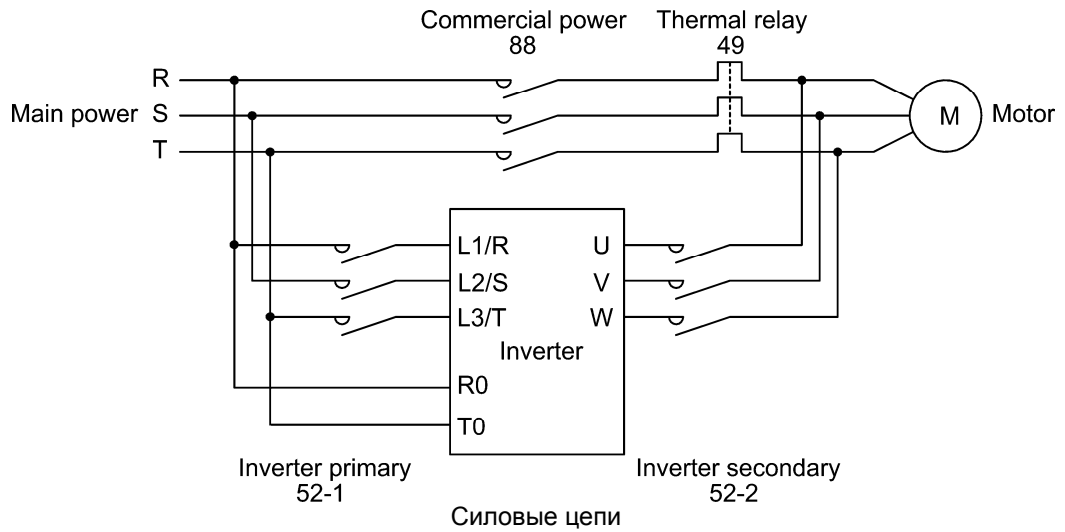 Commercial power
88
Thermal relay
49
R
Main power S
T
M
Motor
L1/R
U
L2/S
V
L3/T
W
Inverter
R0
T0
Inverter primary
52-1
Inverter secondary
52-2
Силовые цепи